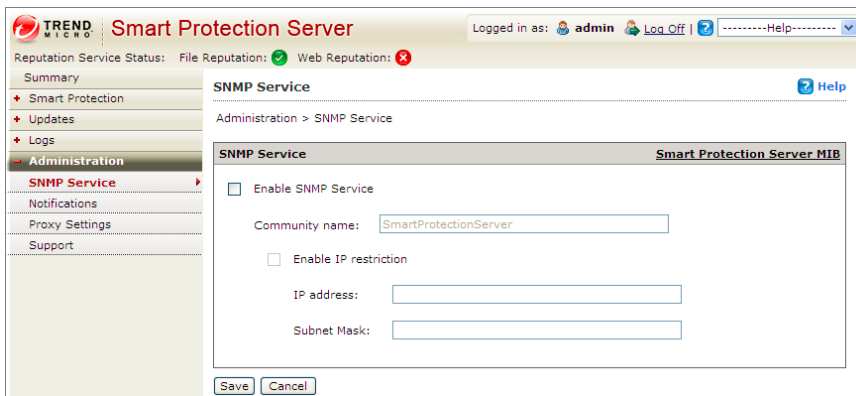 TREND MICRO Smart Protection Server Logged in as: admin Log Off | ---------Help---------
Reputation Service Status: File Reputation: Web Reputation:
Summary
+ Smart Protection
+ Updates
+ Logs
- Administration
SNMP Service
Notifications
Proxy Settings
Support
SNMP Service ? Help
Administration > SNMP Service
SNMP Service Smart Protection Server MIB
Enable SNMP Service
Community name: SmartProtectionServer
Enable IP restriction
IP address:
Subnet Mask:
Save Cancel